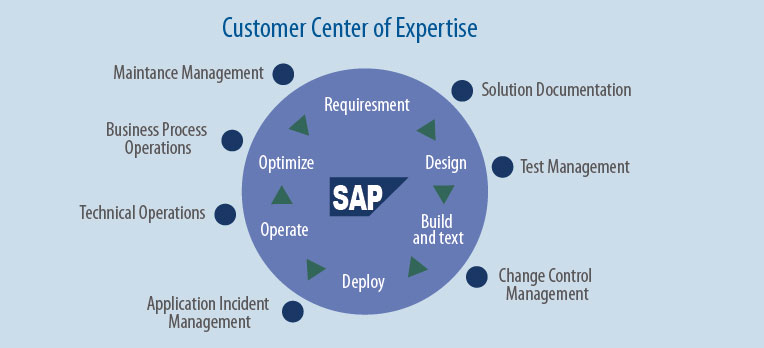 Customer Center of Expertise
Maintance Management
Solution Documentation
Requiresment
Business Process
Operations
Optimize
Design
Test Management
SAP
Technical Operations
Operate
Build
and text
Deploy
Change Control
Management
Application Incident
Management